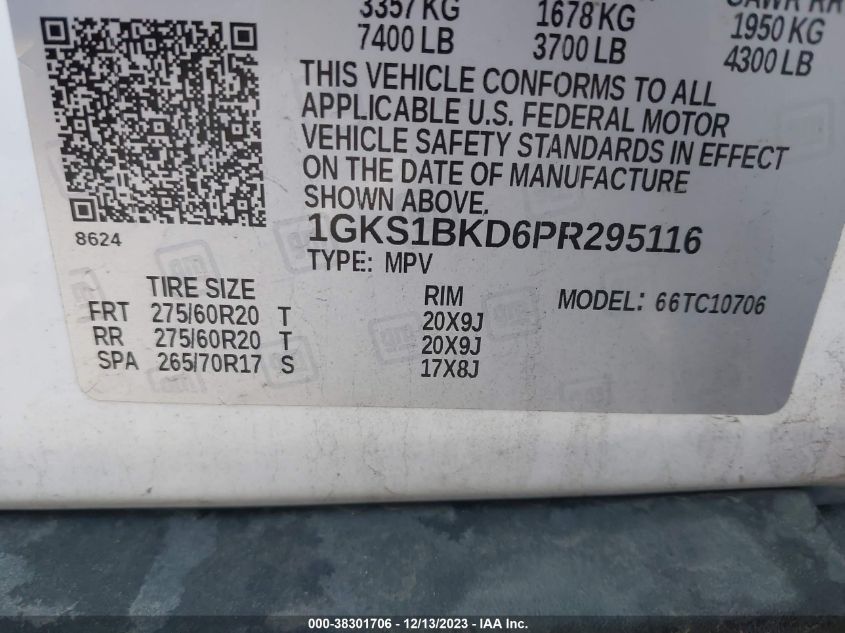 3357 KG 1678 KG 1950 KG
7400 LB 3700 LB 4300 LB
THIS VEHICLE CONFORMS TO ALL
APPLICABLE U.S. FEDERAL MOTOR
VEHICLE SAFETY STANDARDS IN EFFECT
ON THE DATE OF MANUFACTURE
SHOWN ABOVE.
8624
1GKS1BKD6PR295116
TYPE: MPV
TIRE SIZE RIM MODEL: 66TC10706
FRT 275/60R20 T 20X9J
RR 275/60R20 T 20X9J
SPA 265/70R17 S 17X8J
gm
000-38301706 - 12/13/2023 - Copyright © 2023 IAA Inc.